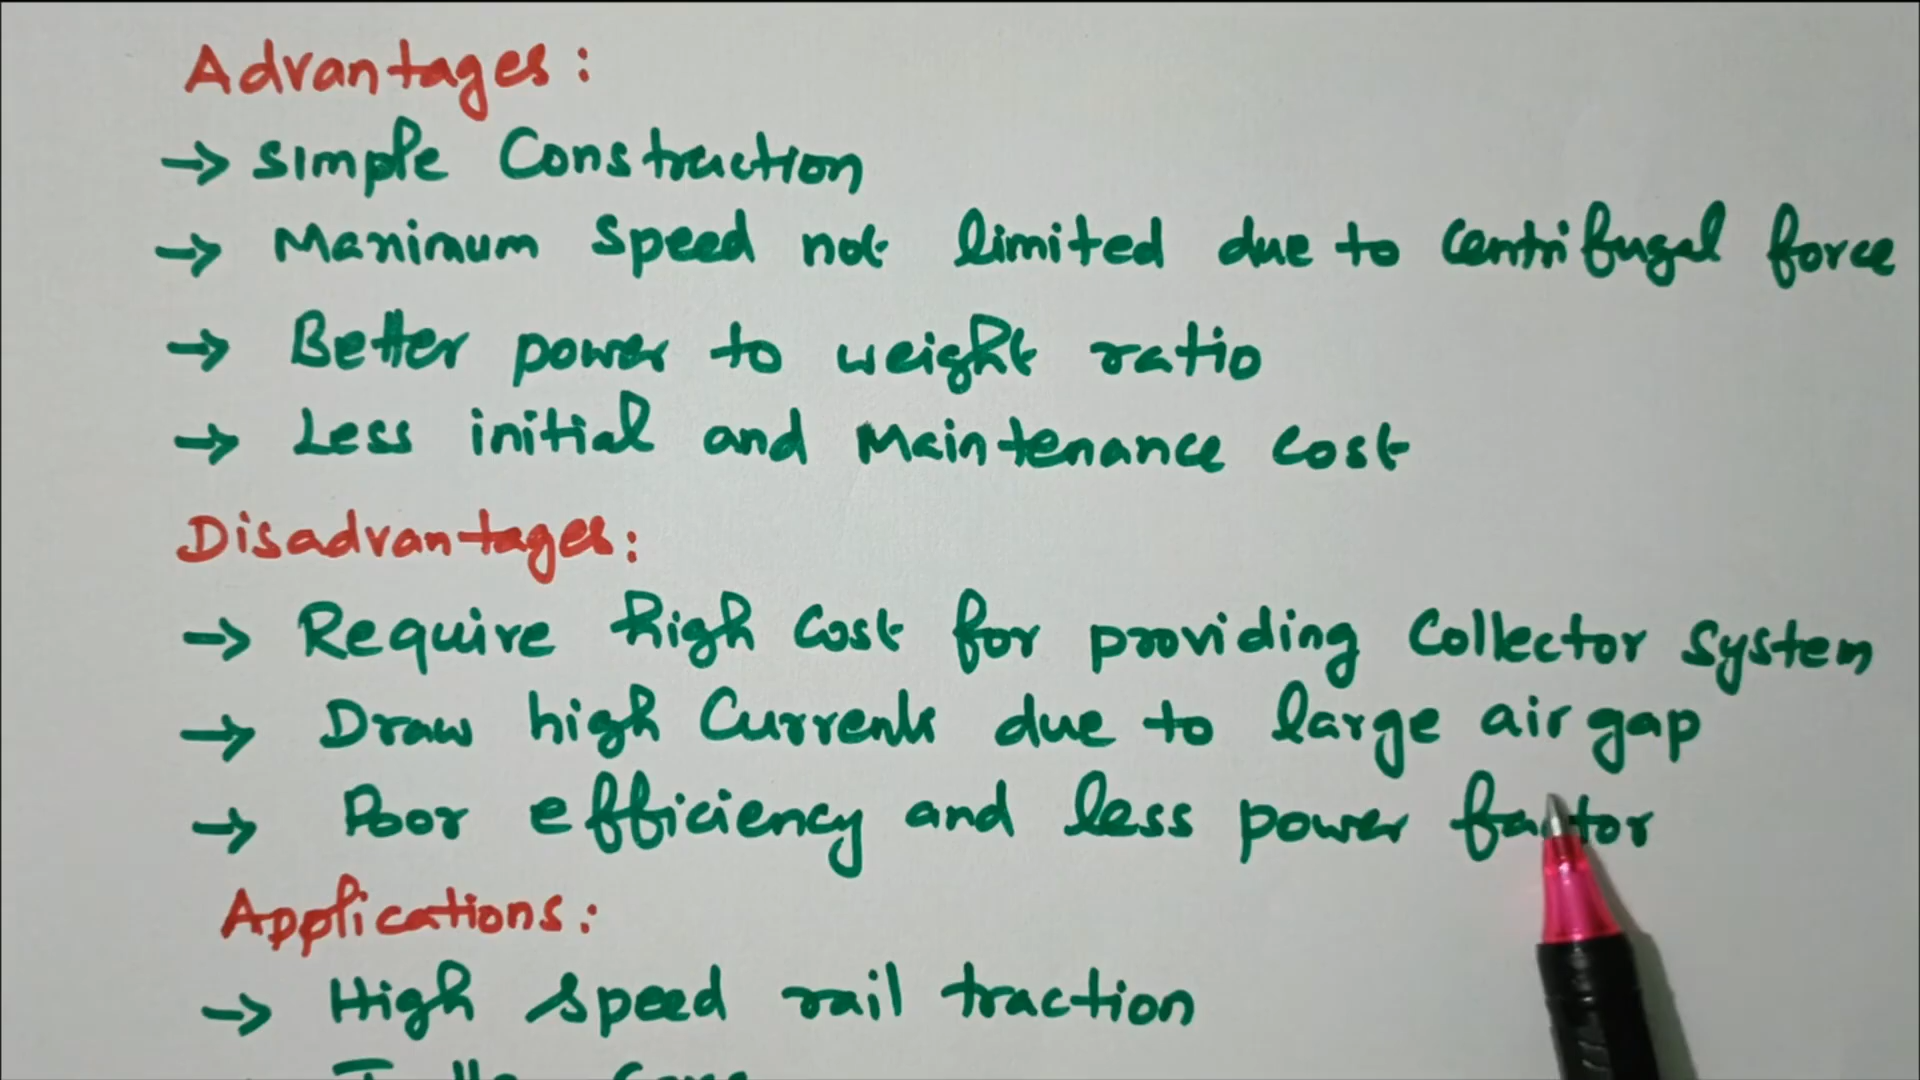 Advantages:
→ Simple Construction
→ Maximum Speed not limited due to Centrifugal force
→ Better power to weight ratio
→ Less initial and Maintenance Cost
Disadvantages:
→ Require high Cost for providing Collector System
→ Draw high Currents due to large air gap
→ Poor efficiency and less power factor
Applications:
→ High speed rail traction